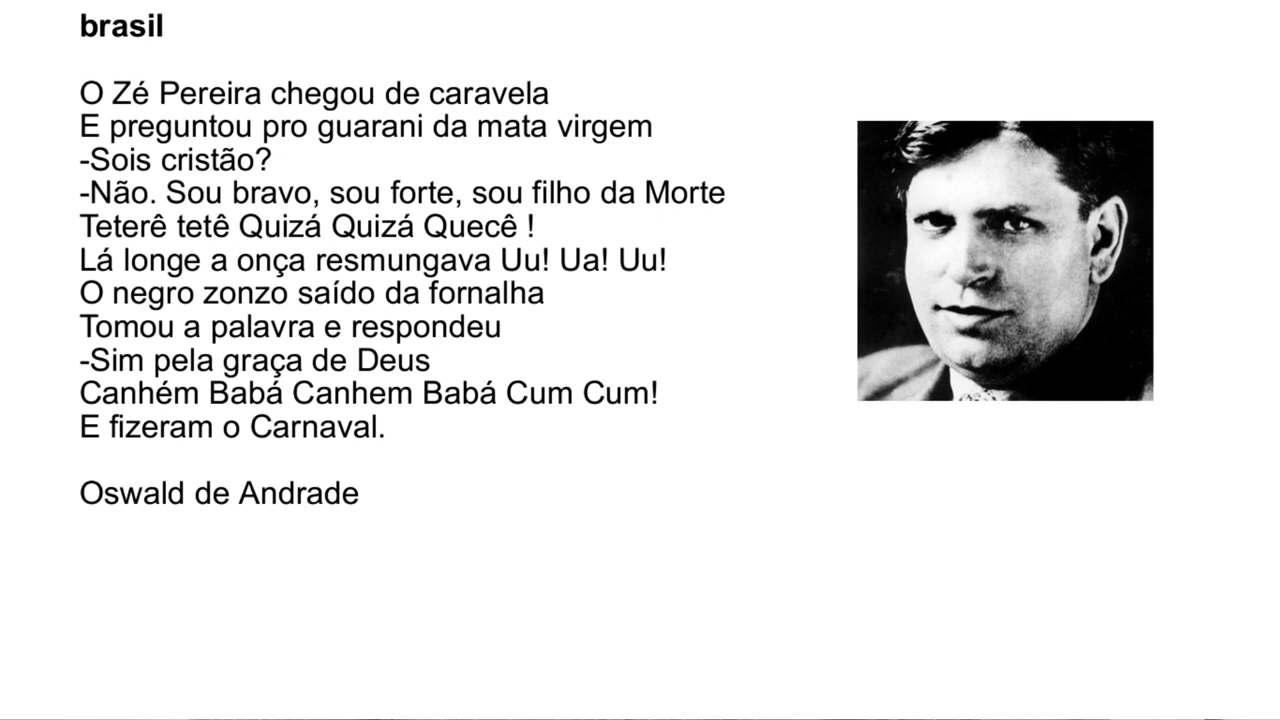 brasil
O Zé Pereira chegou de caravela
E preguntou pro guarani da mata virgem
-Sois cristão?
-Não. Sou bravo, sou forte, sou filho da Morte
Teterê tetê Quizá Quizá Quecê !
Lá longe a onça resmungava Uu! Ua! Uu!
O negro zonzo saído da fornalha
Tomou a palavra e respondeu
-Sim pela graça de Deus
Canhém Babá Canhem Babá Cum Cum!
E fizeram o Carnaval.
Oswald de Andrade